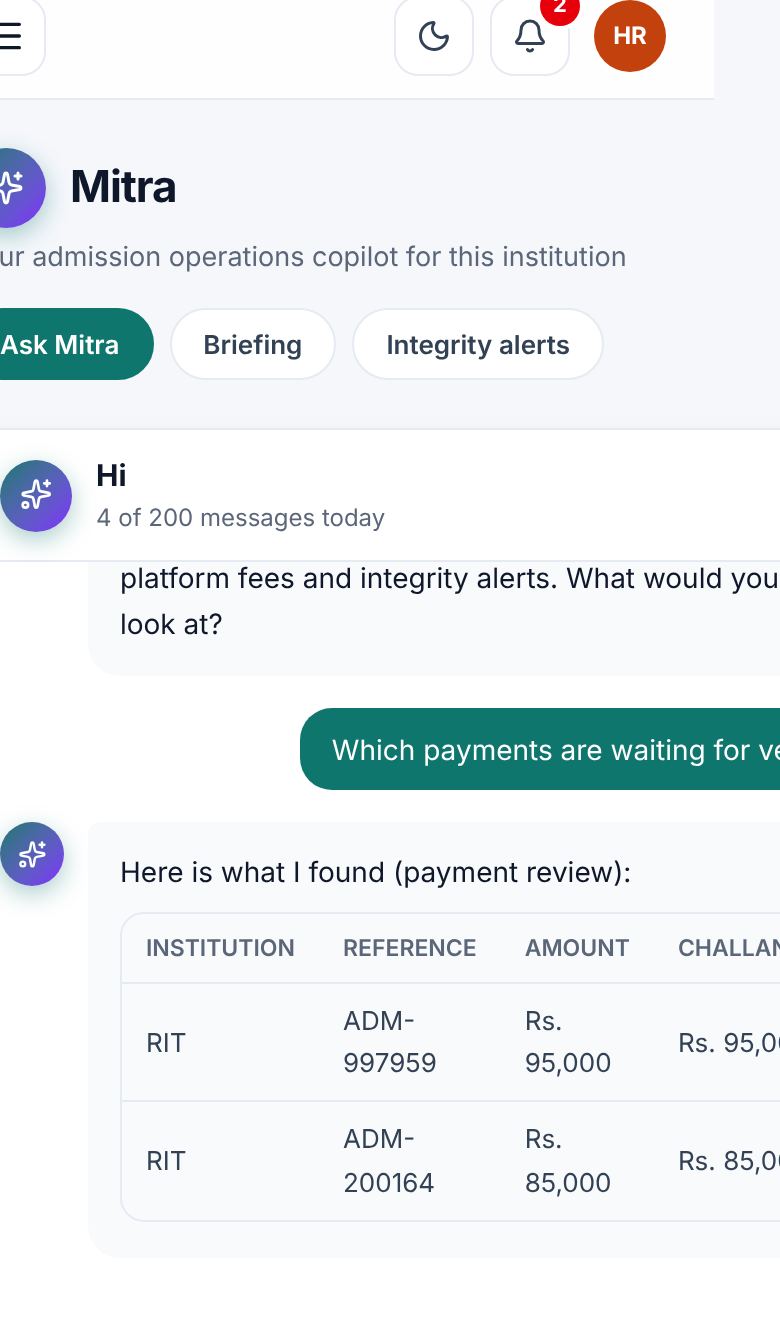 2
HR
Mitra
ur admission operations copilot for this institution
Ask Mitra
Briefing
Integrity alerts
Hi
4 of 200 messages today
platform fees and integrity alerts. What would you
look at?
Which payments are waiting for ve
Here is what I found (payment review):
INSTITUTION REFERENCE AMOUNT CHALLAN
RIT ADM-997959 Rs. 95,000 Rs. 95,00
RIT ADM-200164 Rs. 85,000 Rs. 85,00